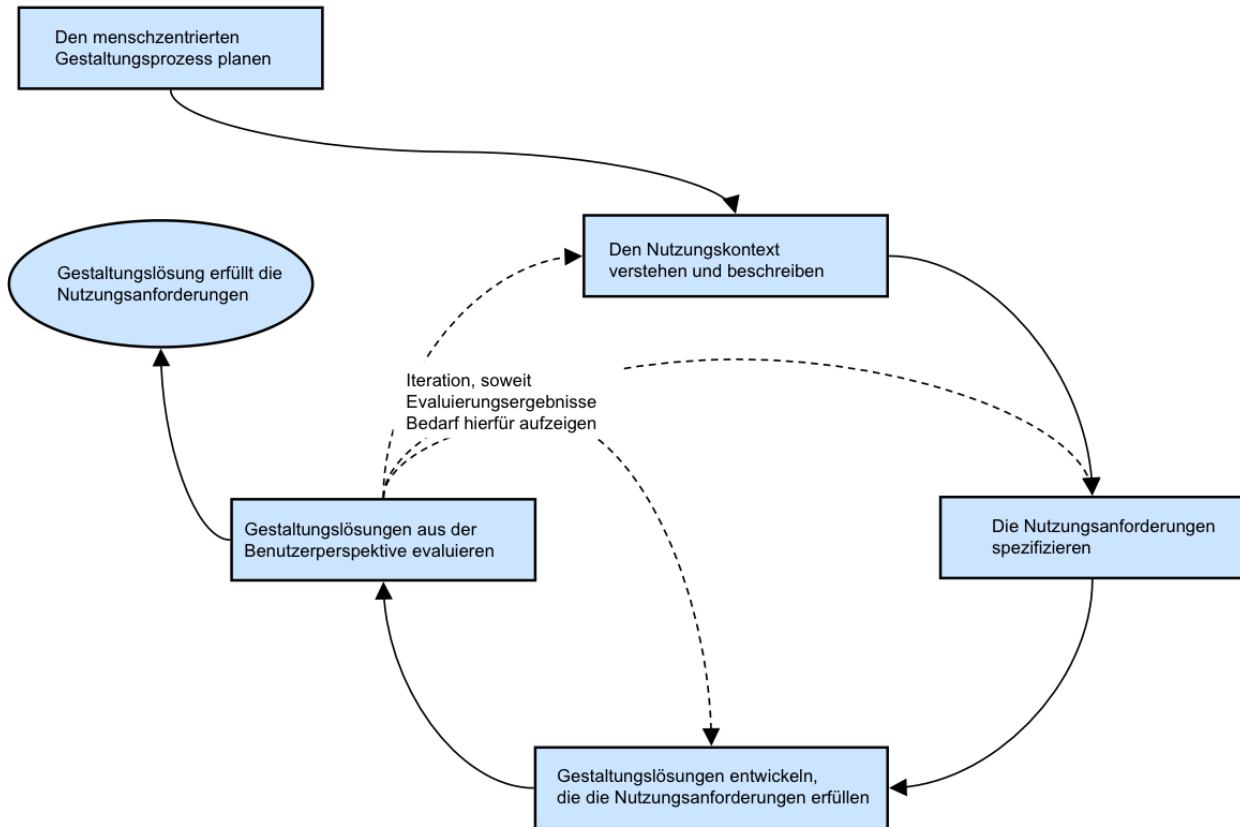 Den menschzentrierten
Gestaltungsprozess planen
Den Nutzungskontext
verstehen und beschreiben
Gestaltungslösung erfüllt die
Nutzungsanforderungen
Iteration, soweit
Evaluierungsergebnisse
Bedarf hierfür aufzeigen
Gestaltungslösungen aus der
Benutzerperspektive evaluieren
Die Nutzungsanforderungen
spezifizieren
Gestaltungslösungen entwickeln,
die die Nutzungsanforderungen erfüllen